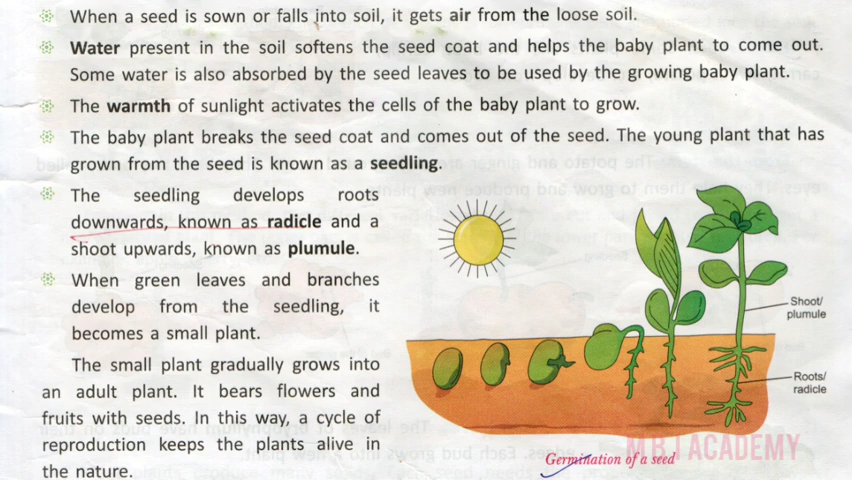 When a seed is sown or falls into soil, it gets air from the loose soil.
Water present in the soil softens the seed coat and helps the baby plant to come out.
Some water is also absorbed by the seed leaves to be used by the growing baby plant.
The warmth of sunlight activates the cells of the baby plant to grow.
The baby plant breaks the seed coat and comes out of the seed. The young plant that has
grown from the seed is known as a seedling.
The seedling develops roots
downwards, known as radicle and a
shoot upwards, known as plumule.
When green leaves and branches
develop from the seedling, it
becomes a small plant.
The small plant gradually grows into
an adult plant. It bears flowers and
fruits with seeds. In this way, a cycle of
reproduction keeps the plants alive in
the nature.
Shoot/
plumule
Roots/
radicle
Germination of a seed
M B J ACADEMY